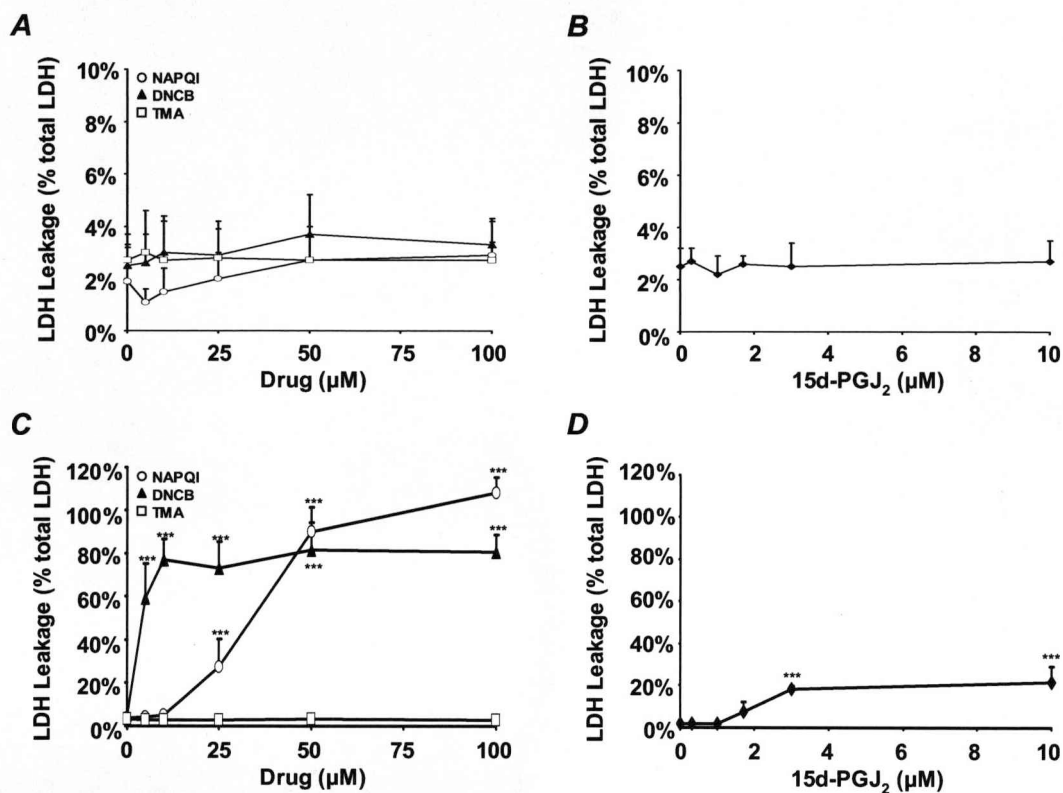 A
LDH Leakage (% total LDH)
10%
8%
6%
4%
2%
0%
NAPQI
DNCB
TMA
0 25 50 75 100
Drug (µM)
B
LDH Leakage (% total LDH)
10%
8%
6%
4%
2%
0%
0 2 4 6 8 10
15d-PGJ₂ (µM)
C
LDH Leakage (% total LDH)
120%
100%
80%
60%
40%
20%
0%
NAPQI
DNCB
TMA
*** *** *** *** *** *** *** ***
0 25 50 75 100
Drug (µM)
D
LDH Leakage (% total LDH)
120%
100%
80%
60%
40%
20%
0%
*** ***
0 2 4 6 8 10
15d-PGJ₂ (µM)